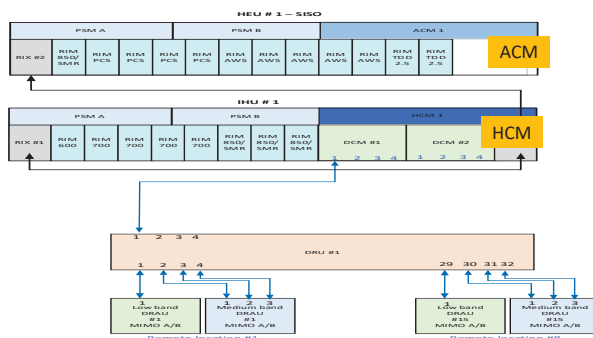 HEU # 1 – SISO
PSM A PSM B ACM 1
RIX #2 RIM 850/ SMR RIM PCS RIM PCS RIM PCS RIM PCS RIM PCS RIM AWS RIM AWS RIM AWS RIM AWS RIM TDD 2.5 RIM TDD 2.5
ACM
IHU # 1
PSM A PSM B HCM 1
RIX #1 RIM 600 RIM 700 RIM 700 RIM 700 RIM 700 RIM 850/ SMR RIM 850/ SMR RIM 850/ SMR DCM #1 DCM #2
HCM
1 2 3 4 1 2 3 4
1 2 3 4
DRU #1
1 2 3 4 29 30 31 32
1 1 2 3 1 1 2 3
Low band Medium band Low band Medium band
DRAU DRAU DRAU DRAU
#1 #1 #15 #15
MIMO A/B MIMO A/B MIMO A/B MIMO A/B